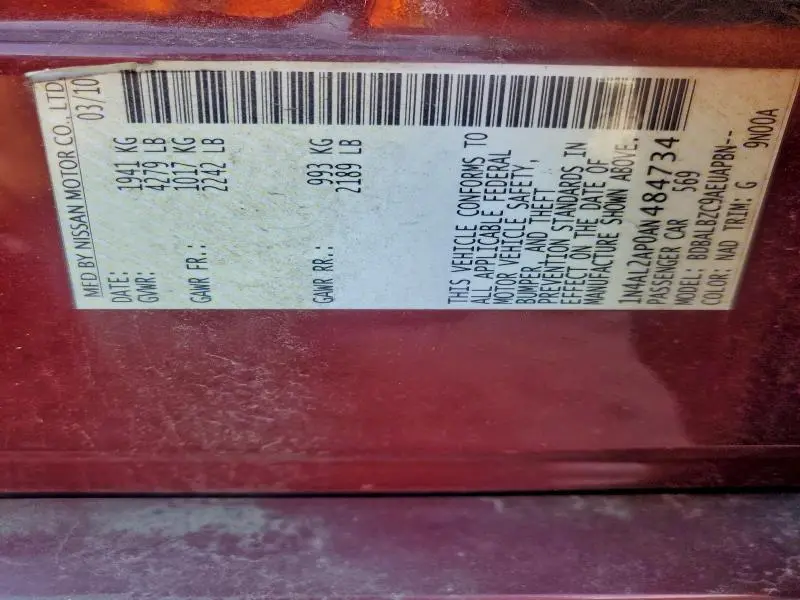 MFD BY NISSAN MOTOR CO., LTD
DATE: 03/10
GVWR: 1941 KG
4279 LB
GAWR FR.: 1017 KG
2242 LB
GAWR RR.: 993 KG
2189 LB
THIS VEHICLE CONFORMS TO
ALL APPLICABLE FEDERAL
MOTOR VEHICLE SAFETY,
BUMPER, AND THEFT
PREVENTION STANDARDS IN
EFFECT ON THE DATE OF
MANUFACTURE SHOWN ABOVE.
1N4AL2AP0AN484734
PASSENGER CAR 569
MODEL: BDBALBZC9AEUAPBN--
COLOR: NAD TRIM: G 9N00A